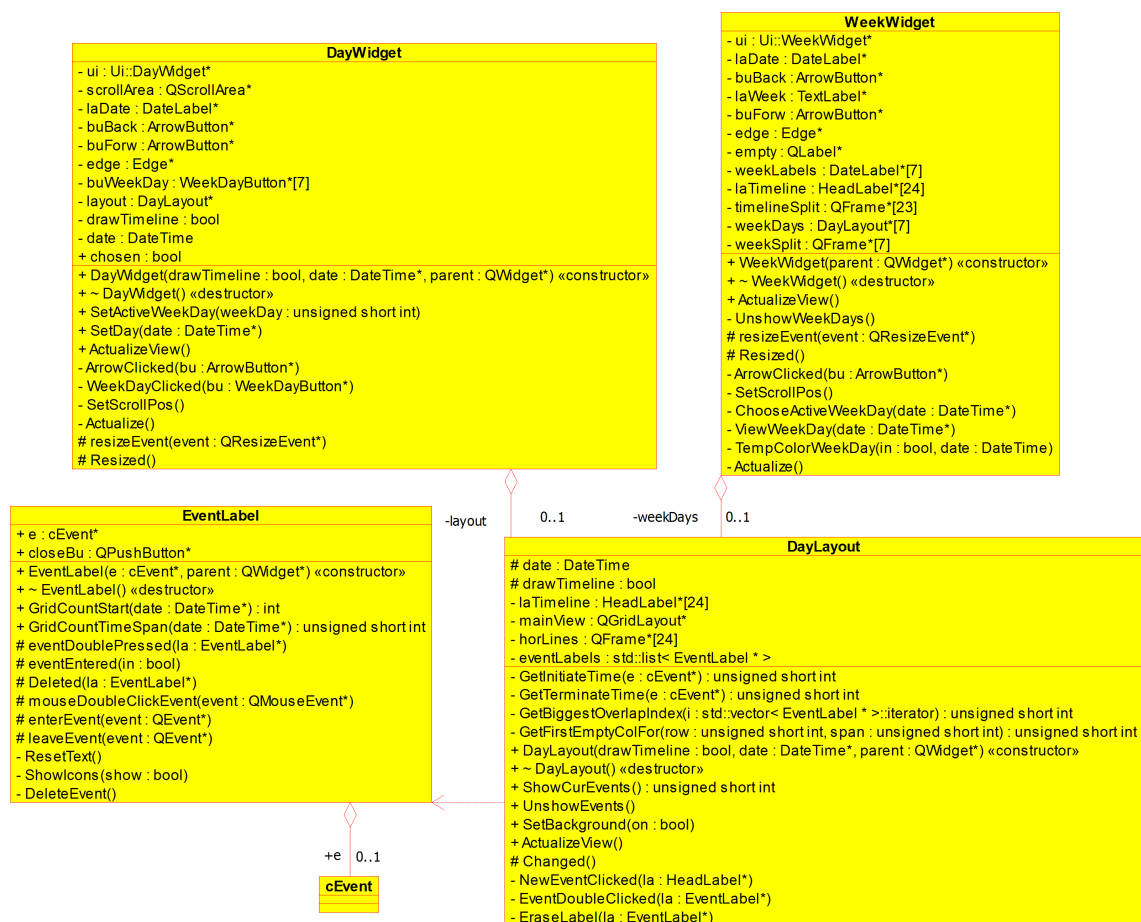 DayWidget
- ui : Ui::DayWidget*
- scrollArea : QScrollArea*
- laDate : DateLabel*
- buBack : ArrowButton*
- buForw : ArrowButton*
- edge : Edge*
- buWeekDay : WeekDayButton*[7]
- layout : DayLayout*
- drawTimeline : bool
- date : DateTime
+ chosen : bool
+ DayWidget(drawTimeline : bool, date : DateTime*, parent : QWidget*) «constructor»
+ ~ DayWidget() «destructor»
+ SetActiveWeekDay(weekDay : unsigned short int)
+ SetDay(date : DateTime*)
+ ActualizeView()
- ArrowClicked(bu : ArrowButton*)
- WeekDayClicked(bu : WeekDayButton*)
- SetScrollPos()
- Actualize()
# resizeEvent(event : QResizeEvent*)
# Resized()
WeekWidget
- ui : Ui::WeekWidget*
- laDate : DateLabel*
- buBack : ArrowButton*
- laWeek : TextLabel*
- buForw : ArrowButton*
- edge : Edge*
- empty : QLabel*
- weekLabels : DateLabel*[7]
- laTimeline : HeadLabel*[24]
- timelineSplit : QFrame*[23]
- weekDays : DayLayout*[7]
- weekSplit : QFrame*[7]
+ WeekWidget(parent : QWidget*) «constructor»
+ ~ WeekWidget() «destructor»
+ ActualizeView()
- UnshowWeekDays()
# resizeEvent(event : QResizeEvent*)
# Resized()
- ArrowClicked(bu : ArrowButton*)
- SetScrollPos()
- ChooseActiveWeekDay(date : DateTime*)
- ViewWeekDay(date : DateTime*)
- TempColorWeekDay(in : bool, date : DateTime)
- Actualize()
-layout
0..1
-weekDays
0..1
EventLabel
+ e : cEvent*
+ closeBu : QPushButton*
+ EventLabel(e : cEvent*, parent : QWidget*) «constructor»
+ ~ EventLabel() «destructor»
+ GridCountStart(date : DateTime*) : int
+ GridCountTimeSpan(date : DateTime*) : unsigned short int
# eventDoublePressed(la : EventLabel*)
# eventEntered(in : bool)
# Deleted(la : EventLabel*)
# mouseDoubleClickEvent(event : QMouseEvent*)
# enterEvent(event : QEvent*)
# leaveEvent(event : QEvent*)
- ResetText()
- ShowIcons(show : bool)
- DeleteEvent()
DayLayout
# date : DateTime
# drawTimeline : bool
- laTimeline : HeadLabel*[24]
- mainView : QGridLayout*
- horLines : QFrame*[24]
- eventLabels : std::list< EventLabel * >
- GetInitiateTime(e : cEvent*) : unsigned short int
- GetTerminateTime(e : cEvent*) : unsigned short int
- GetBiggestOverlapIndex(i : std::vector< EventLabel * >::iterator) : unsigned short int
- GetFirstEmptyColFor(row : unsigned short int, span : unsigned short int) : unsigned short int
+ DayLayout(drawTimeline : bool, date : DateTime*, parent : QWidget*) «constructor»
+ ~ DayLayout() «destructor»
+ ShowCurEvents() : unsigned short int
+ UnshowEvents()
+ SetBackground(on : bool)
+ ActualizeView()
# Changed()
- NewEventClicked(la : HeadLabel*)
- EventDoubleClicked(la : EventLabel*)
- EraseLabel(la : EventLabel*)
+e
0..1
cEvent